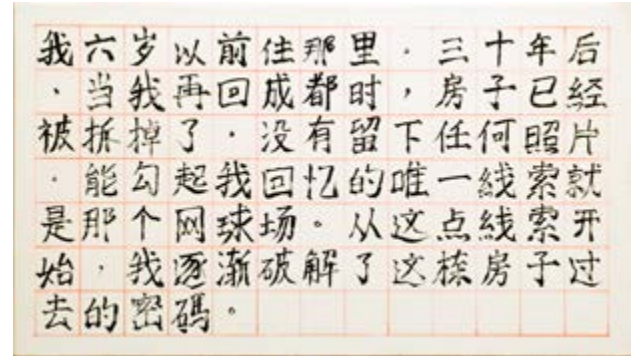 我六岁以前住那里．三十年后
．当我再回成都时，房子已经
被拆掉了．没有留下任何照片
．能勾起我回忆的唯一线索就
是那个网球场。从这点线索开
始，我逐渐破解了这栋房子过
去的密碼。